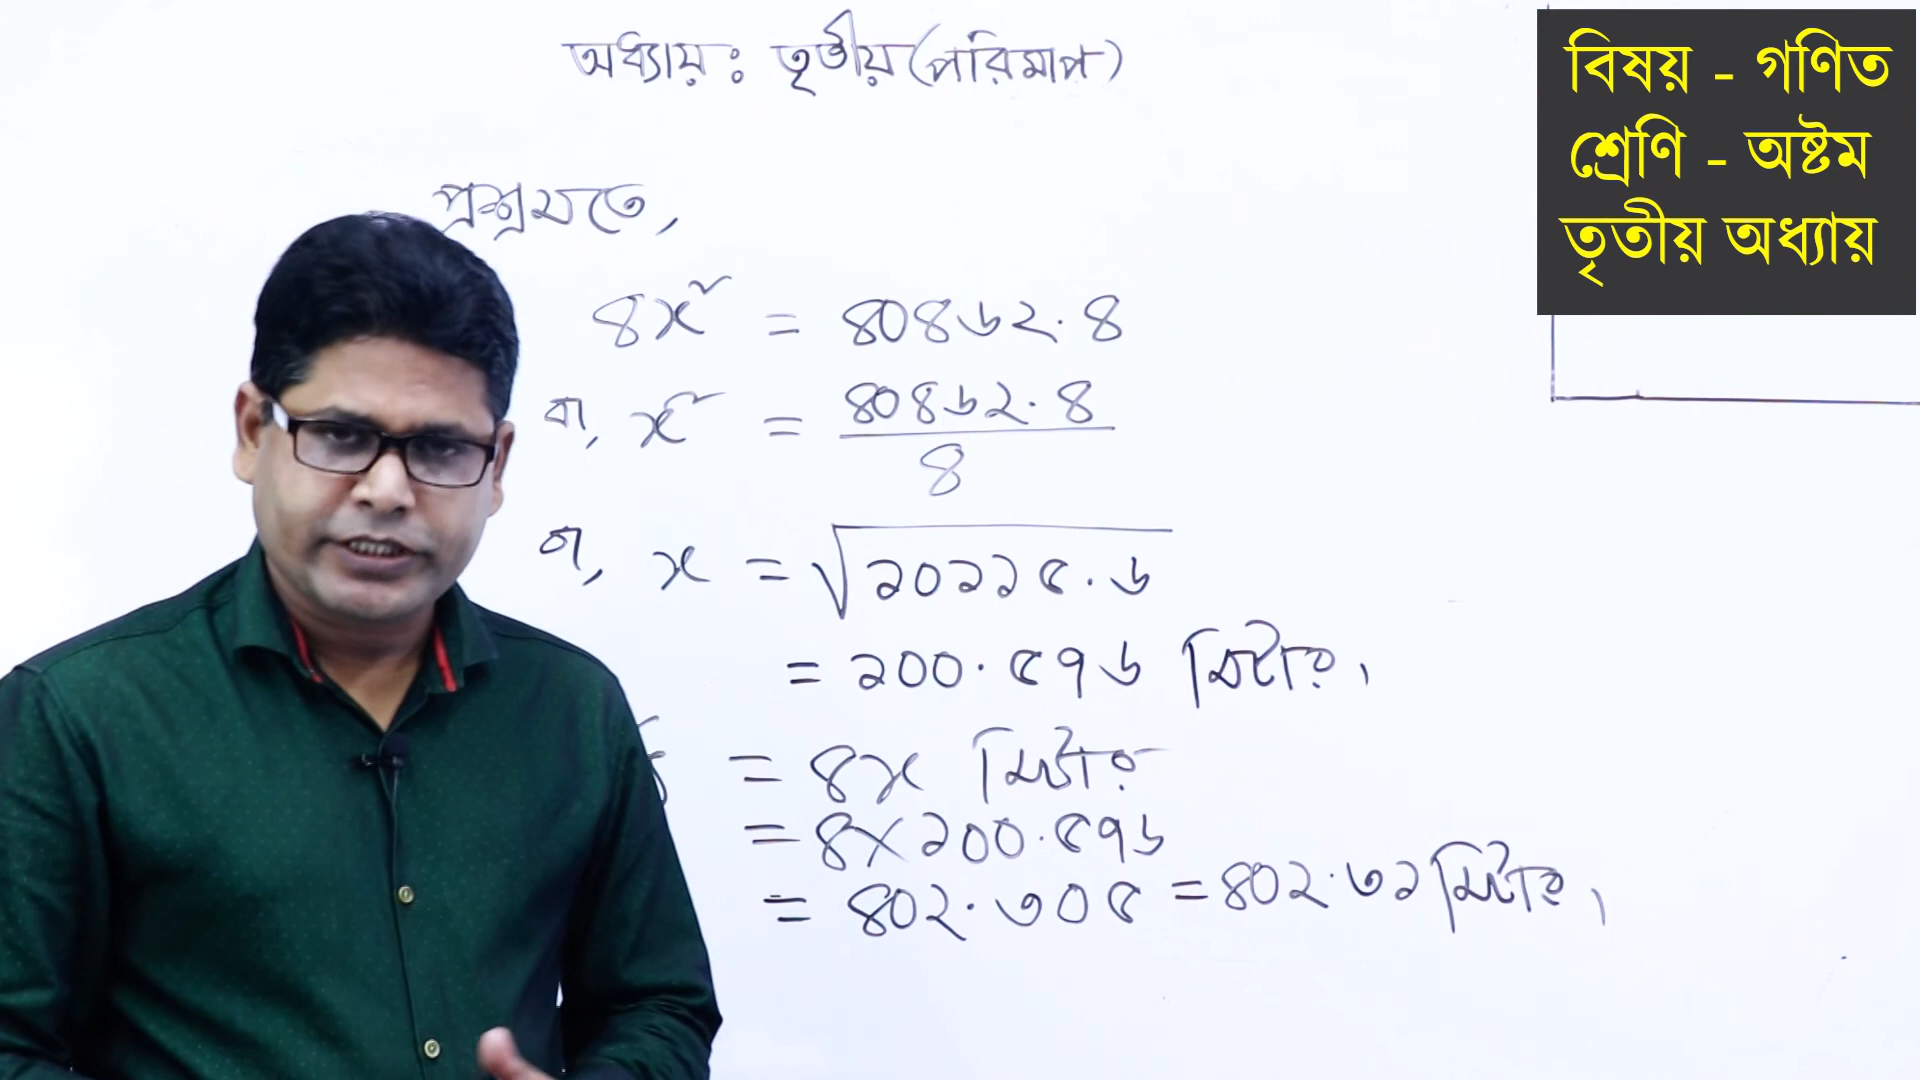 অধ্যায়ঃ তৃতীয় (পরিমাপ)
বিষয় - গণিত
শ্রেণি - অষ্টম
তৃতীয় অধ্যায়
প্রশ্নমতে,
৪x² = ৪০৪৬২.৪
বা, x² = ৪০৪৬২.৪ / ৪
বা, x = √১০১১৫.৬
= ১০০.৫৭৬ মিটার।
= ৪x মিটার
= ৪×১০০.৫৭৬
= ৪০২.৩০৫ = ৪০২.৩১ মিটার।